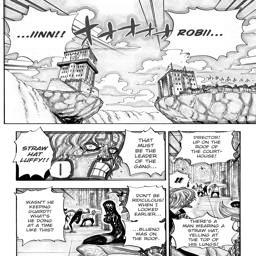 ROBII...
...IINN!!
DIRECTOR!
UP ON
THE ROOF
OF THE
COURT-
HOUSE!
!!
THERE'S A
MAN WEARING A
STRAW HAT,
YELLING AT
THE TOP OF
HIS LUNGS!
THAT
MUST BE
THE LEADER
OF THE
GANG...
STRAW
HAT
LUFFY!!
DON'T BE
RIDICULOUS!
WHEN I
LOOKED
EARLIER...
...BLUENO
WAS ON
THE ROOF.
WASN'T HE
KEEPING
GUARD?!
WHAT'S HE
DOING AT
A TIME
LIKE THIS?